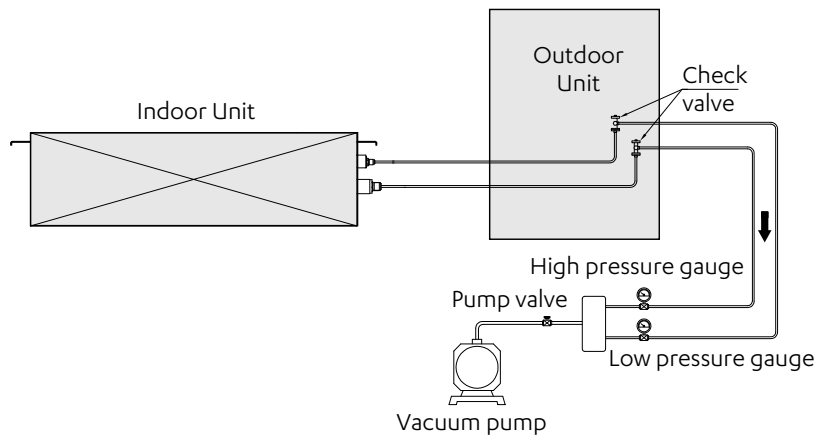 Outdoor
Unit
Check
valve
Indoor Unit
High pressure gauge
Pump valve
Low pressure gauge
Vacuum pump